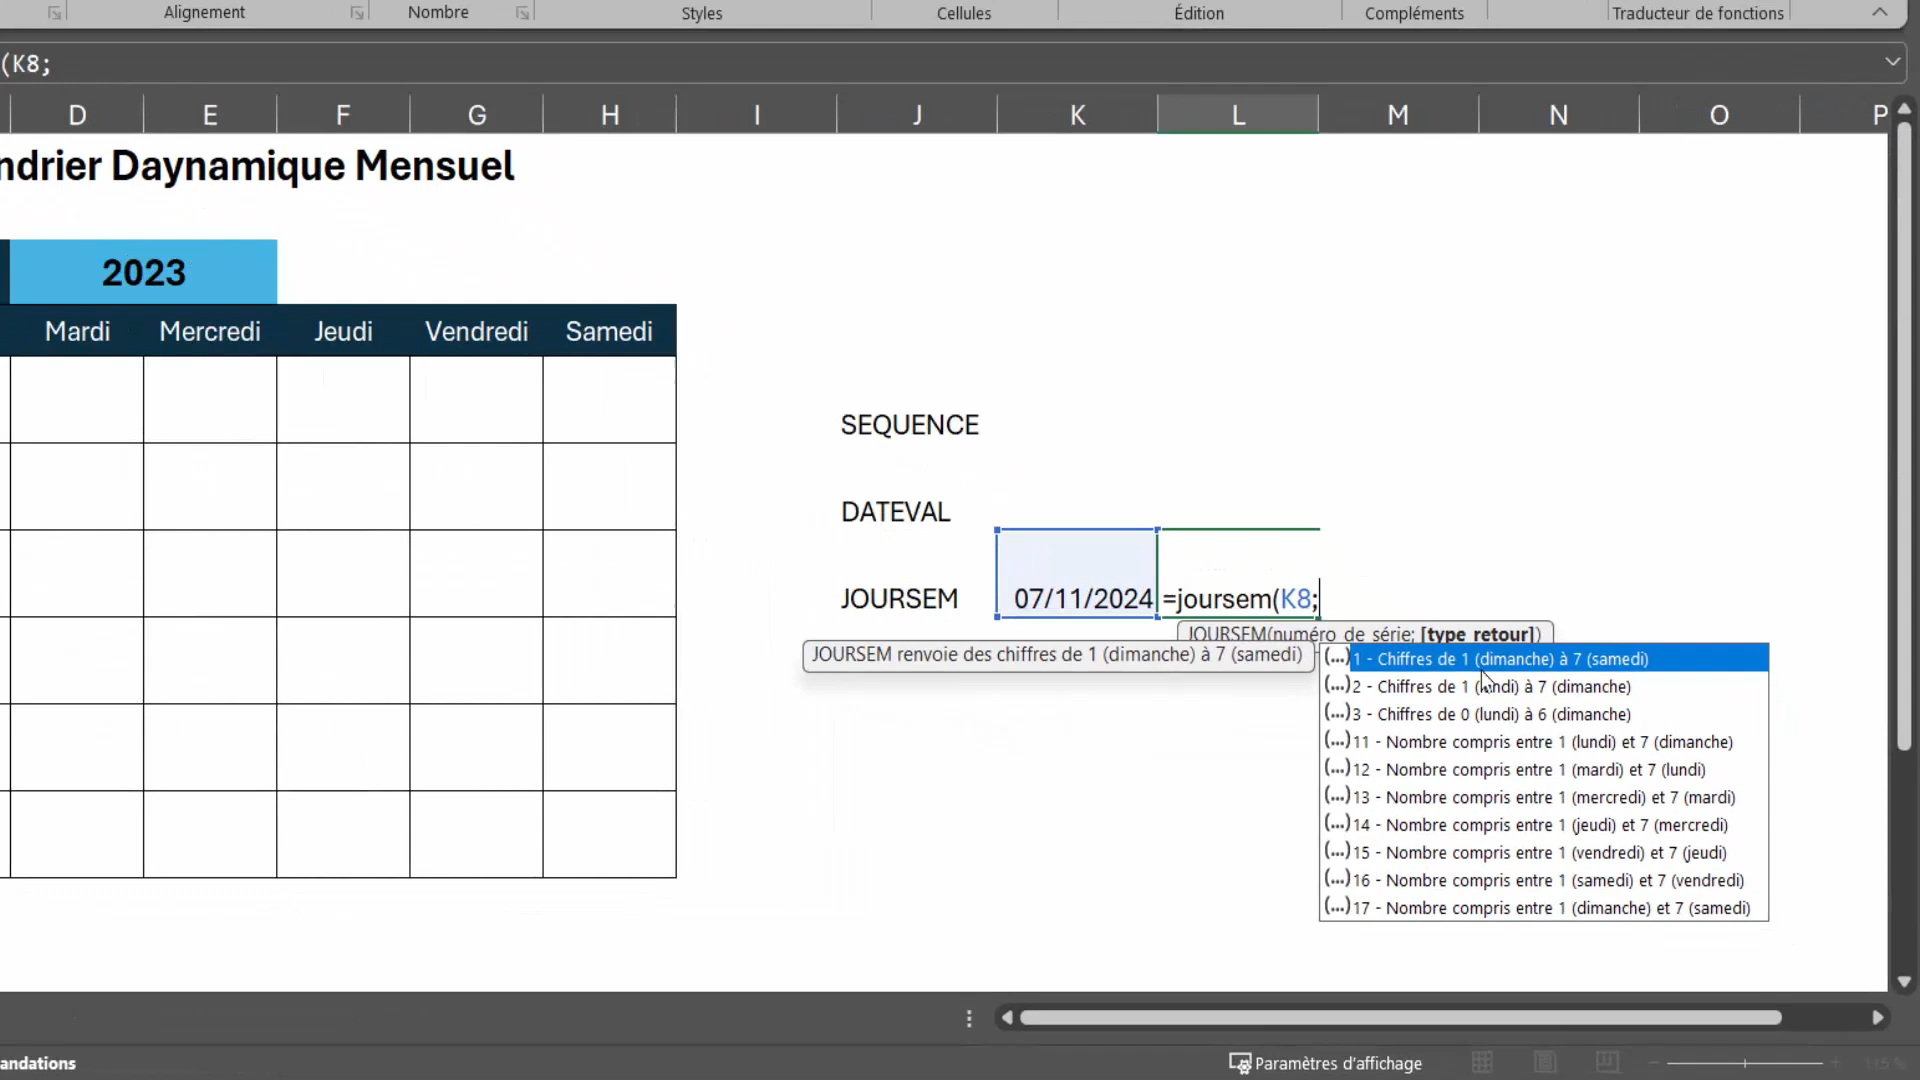 Alignement Nombre Styles Cellules Édition Compléments Traducteur de fonctions
(K8;
D E F G H I J K L M N O P
ndrier Daynamique Mensuel
2023
Mardi Mercredi Jeudi Vendredi Samedi
SEQUENCE
DATEVAL
JOURSEM 07/11/2024 =joursem(K8;
JOURSEM(numéro_de_série; [type_retour])
JOURSEM renvoie des chiffres de 1 (dimanche) à 7 (samedi)
(...)1 - Chiffres de 1 (dimanche) à 7 (samedi)
(...)2 - Chiffres de 1 (lundi) à 7 (dimanche)
(...)3 - Chiffres de 0 (lundi) à 6 (dimanche)
(...)11 - Nombre compris entre 1 (lundi) et 7 (dimanche)
(...)12 - Nombre compris entre 1 (mardi) et 7 (lundi)
(...)13 - Nombre compris entre 1 (mercredi) et 7 (mardi)
(...)14 - Nombre compris entre 1 (jeudi) et 7 (mercredi)
(...)15 - Nombre compris entre 1 (vendredi) et 7 (jeudi)
(...)16 - Nombre compris entre 1 (samedi) et 7 (vendredi)
(...)17 - Nombre compris entre 1 (dimanche) et 7 (samedi)
andations Paramètres d'affichage